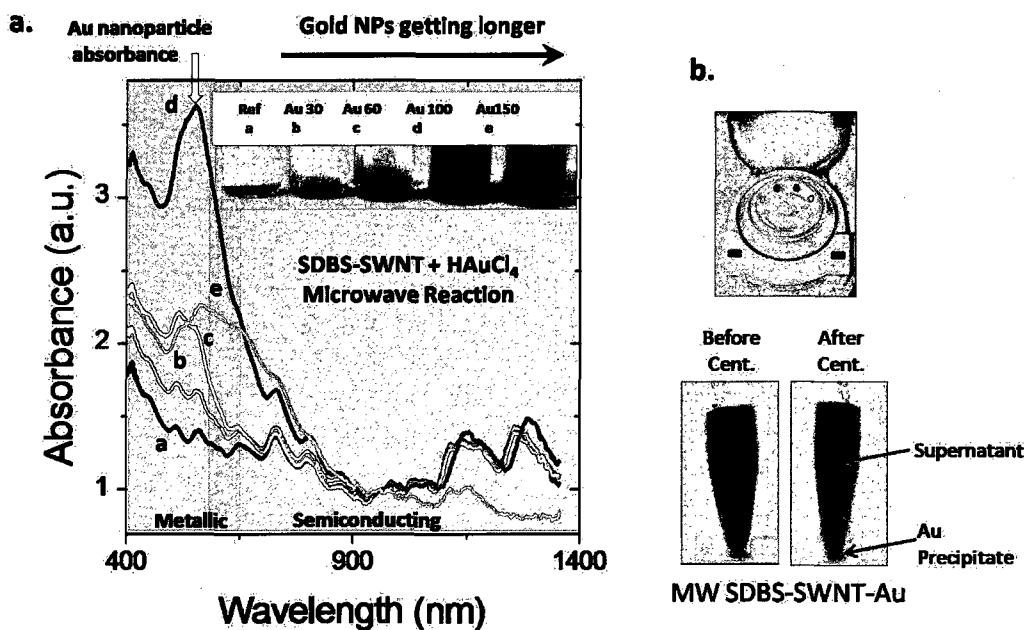 a.
Au nanoparticle
absorbance
Gold NPs getting longer
d
Ref Au 30 Au 60 Au 100 Au150
a b c d e
3
SDBS-SWNT + HAuCl4
Microwave Reaction
e
2
c
b
a
1
Metallic Semiconducting
400 900 1400
Wavelength (nm)
Absorbance (a.u.)
b.
Before
Cent.
After
Cent.
Supernatant
Au
Precipitate
MW SDBS-SWNT-Au